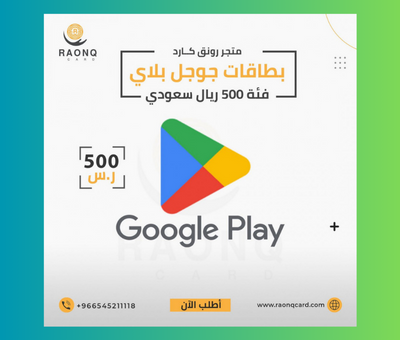 RAONQ
CARD
متجر رونق كارد
بطاقات جوجل بلاي
فئة 500 ريال سعودي
500
ر.س
Google Play
RAONQ
CARD
+966545211118
أطلب الآن
www.raonqcard.com